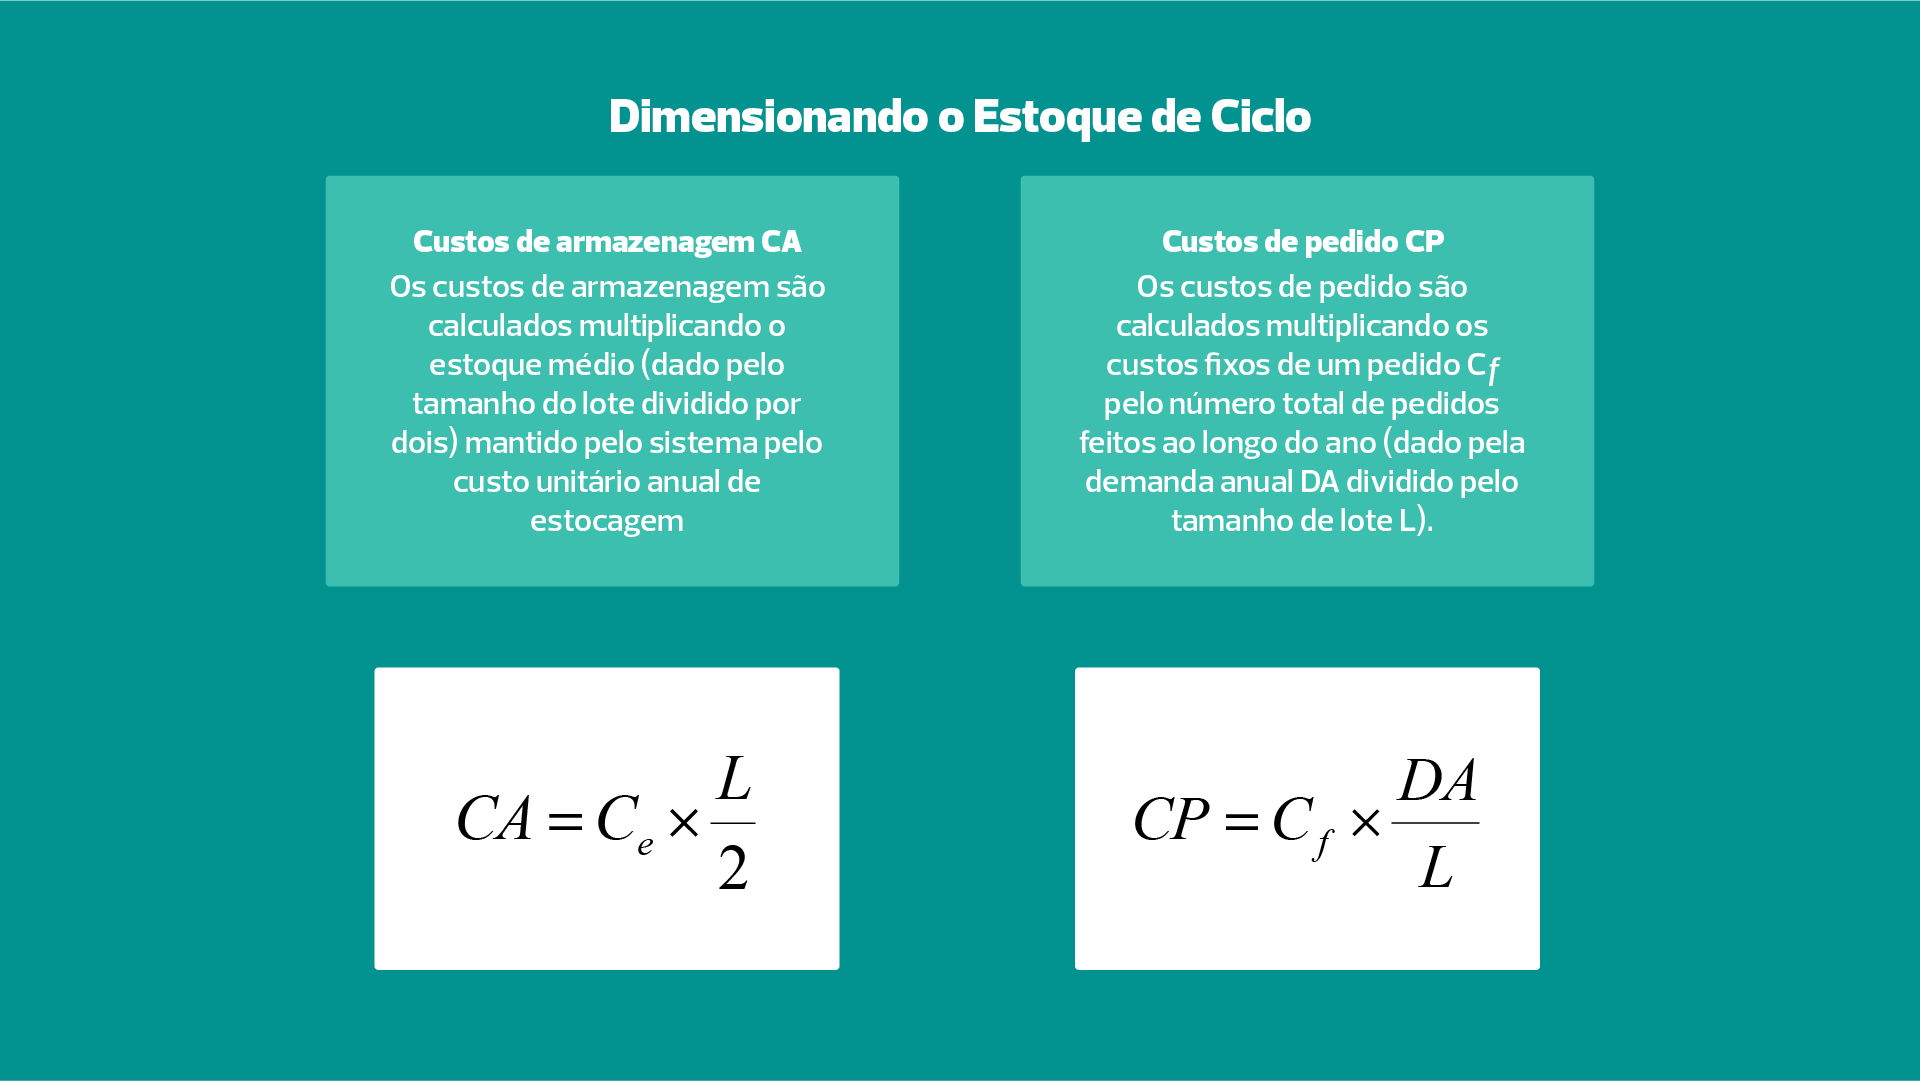 Dimensionando o Estoque de Ciclo
Custos de armazenagem CA
Os custos de armazenagem são
calculados multiplicando o
estoque médio (dado pelo
tamanho do lote dividido por
dois) mantido pelo sistema pelo
custo unitário anual de
estocagem
Custos de pedido CP
Os custos de pedido são
calculados multiplicando os
custos fixos de um pedido C_f
pelo número total de pedidos
feitos ao longo do ano (dado pela
demanda anual DA dividido pelo
tamanho de lote L).
CA = C_e × L/2
CP = C_f × DA/L